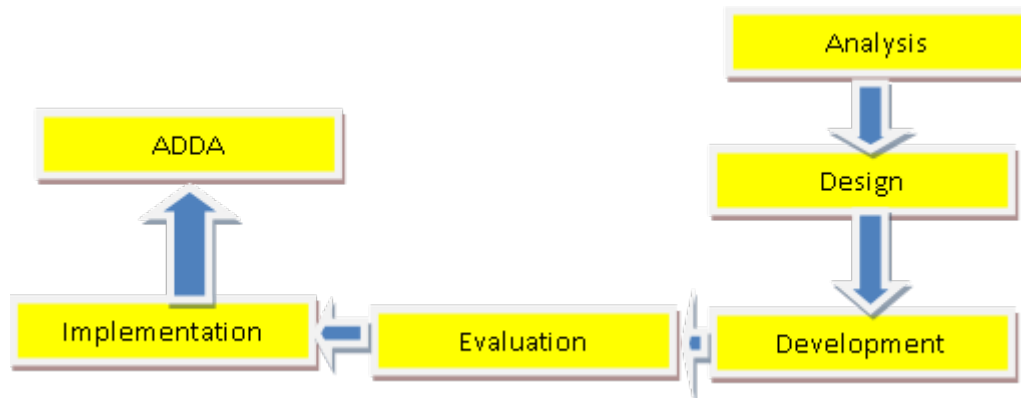 Analysis
ADDA
Design
Implementation
Evaluation
Development